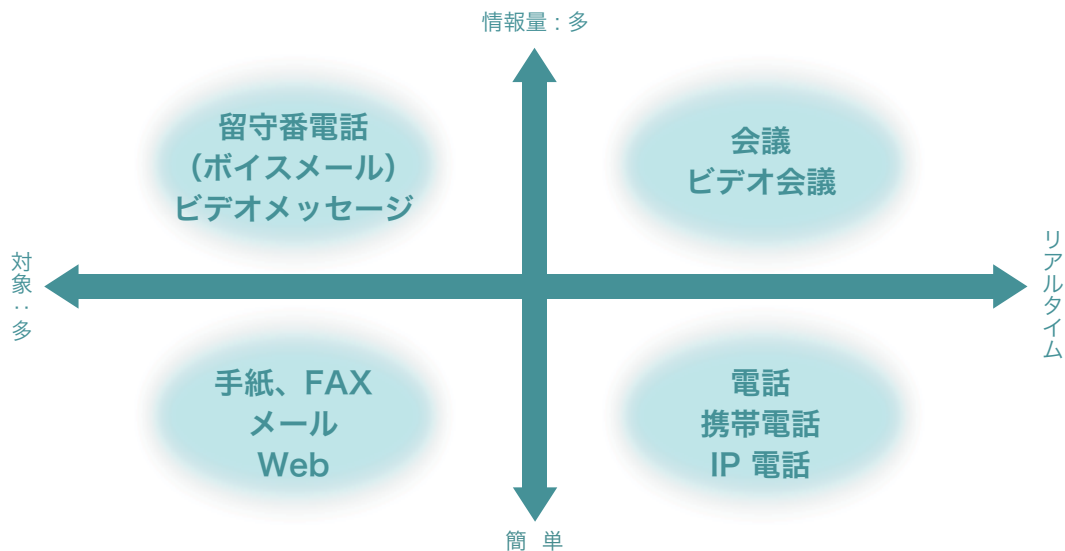 情報量：多
留守番電話
（ボイスメール）
ビデオメッセージ
会議
ビデオ会議
対象：多
リアルタイム
手紙、FAX
メール
Web
電話
携帯電話
IP 電話
簡 単